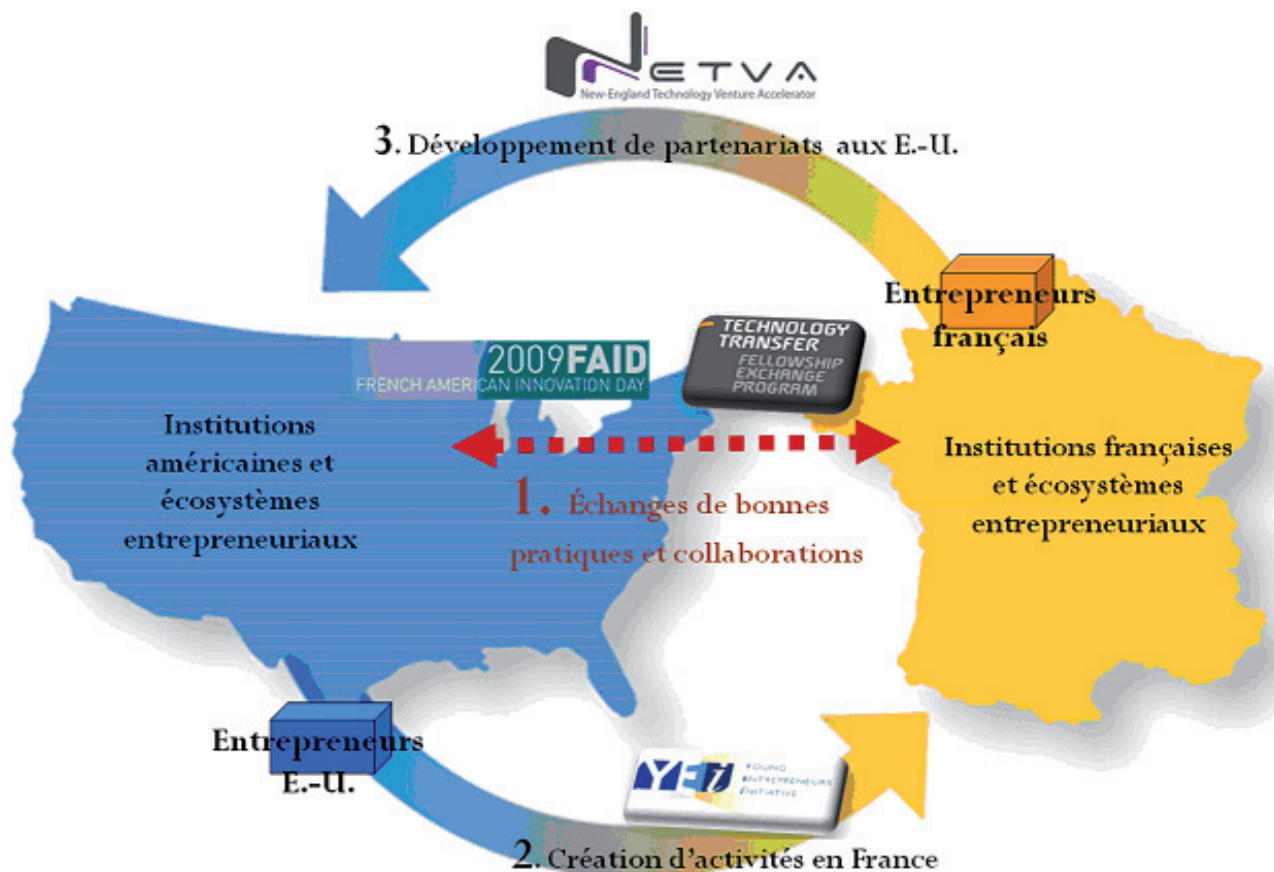 NETVA
New-England Technology Venture Accelerator
3. Développement de partenariats aux E.-U.
Entrepreneurs
français
TECHNOLOGY
TRANSFER
FELLOWSHIP
EXCHANGE
PROGRAM
2009FAID
FRENCH AMERICAN INNOVATION DAY
Institutions
américaines et
écosystèmes
entrepreneuriaux
1. Échanges de bonnes
pratiques et collaborations
Institutions françaises
et écosystèmes
entrepreneuriaux
Entrepreneurs
E.-U.
YEi
YOUNG
ENTREPRENEURS
INITIATIVE
2. Création d'activités en France